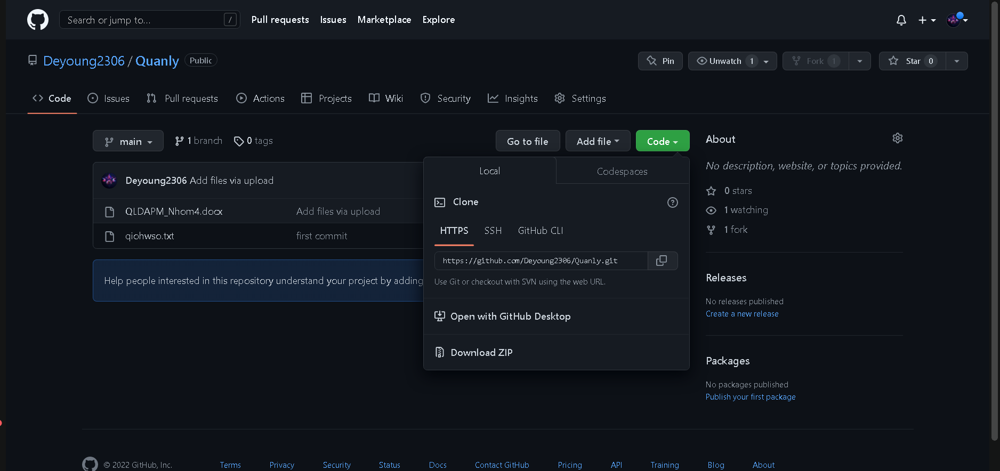 Search or jump to... / Pull requests Issues Marketplace Explore
Deyoung2306 / Quanly Public Pin Unwatch 1 Fork 1 Star 0
Code Issues Pull requests Actions Projects Wiki Security Insights Settings
main 1 branch 0 tags Go to file Add file Code
Deyoung2306 Add files via upload
QLDAPM_Nhom4.docx Add files via upload
qiohwso.txt first commit
Help people interested in this repository understand your project by adding
Local Codespaces
Clone
HTTPS SSH GitHub CLI
https://github.com/Deyoung2306/Quanly.git
Use Git or checkout with SVN using the web URL.
Open with GitHub Desktop
Download ZIP
About
No description, website, or topics provided.
0 stars
1 watching
1 fork
Releases
No releases published
Create a new release
Packages
No packages published
Publish your first package
© 2022 GitHub, Inc. Terms Privacy Security Status Docs Contact GitHub Pricing API Training Blog About